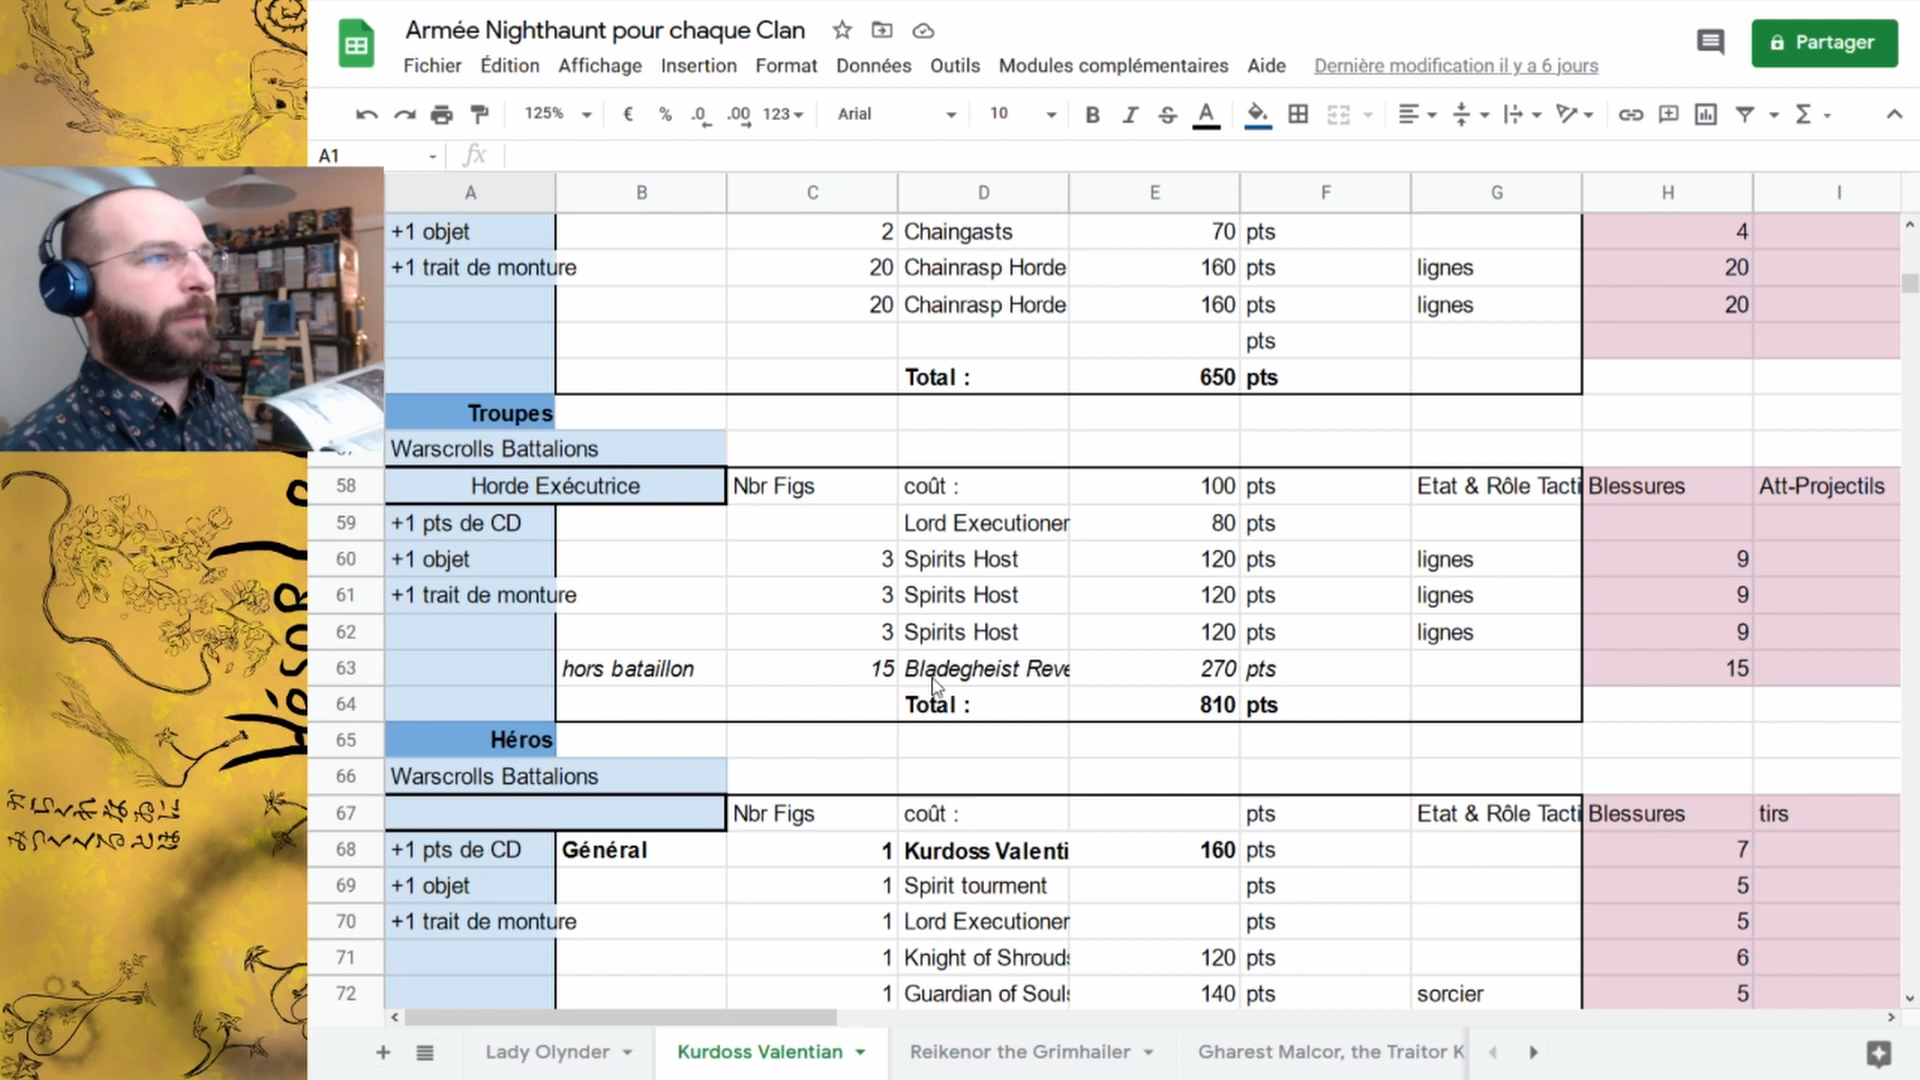 Armée Nighthaunt pour chaque Clan
Partager
Fichier Édition Affichage Insertion Format Données Outils Modules complémentaires Aide Dernière modification il y a 6 jours
125% € % .0 .00 123 Arial 10 B I S A Σ
A1 fx
A B C D E F G H I
+1 objet 2 Chaingasts 70 pts 4
+1 trait de monture 20 Chainrasp Horde 160 pts lignes 20
20 Chainrasp Horde 160 pts lignes 20
pts
Total : 650 pts
Troupes
Warscrolls Battalions
58 Horde Exécutrice Nbr Figs coût : 100 pts Etat & Rôle Tacti Blessures Att-Projectils
59 +1 pts de CD Lord Executioner 80 pts
60 +1 objet 3 Spirits Host 120 pts lignes 9
61 +1 trait de monture 3 Spirits Host 120 pts lignes 9
62 3 Spirits Host 120 pts lignes 9
63 hors bataillon 15 Bladegheist Reve 270 pts 15
64 Total : 810 pts
65 Héros
66 Warscrolls Battalions
67 Nbr Figs coût : pts Etat & Rôle Tacti Blessures tirs
68 +1 pts de CD Général 1 Kurdoss Valenti 160 pts 7
69 +1 objet 1 Spirit tourment pts 5
70 +1 trait de monture 1 Lord Executioner pts 5
71 1 Knight of Shrouds 120 pts 6
72 1 Guardian of Souls 140 pts sorcier 5
Lady Olynder Kurdoss Valentian Reikenor the Grimhailer Gharest Malcor, the Traitor K